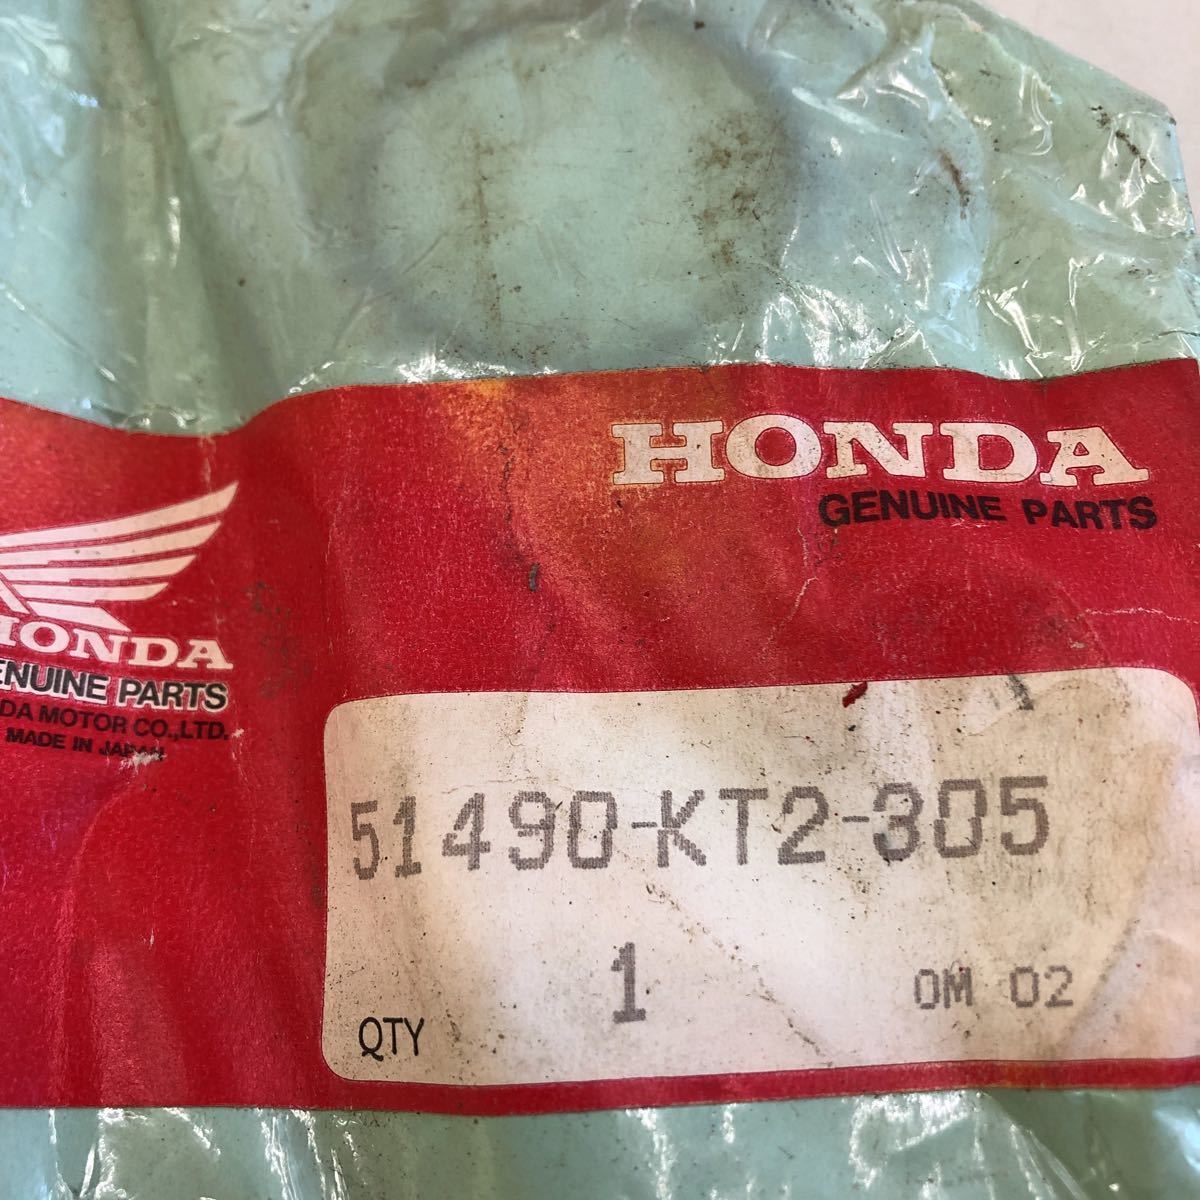 HONDA
GENUINE PARTS
HONDA
ENUINE PARTS
DA MOTOR CO.,LTD.
MADE IN JAPAN
51490-KT2-305
1
0M 02
QTY